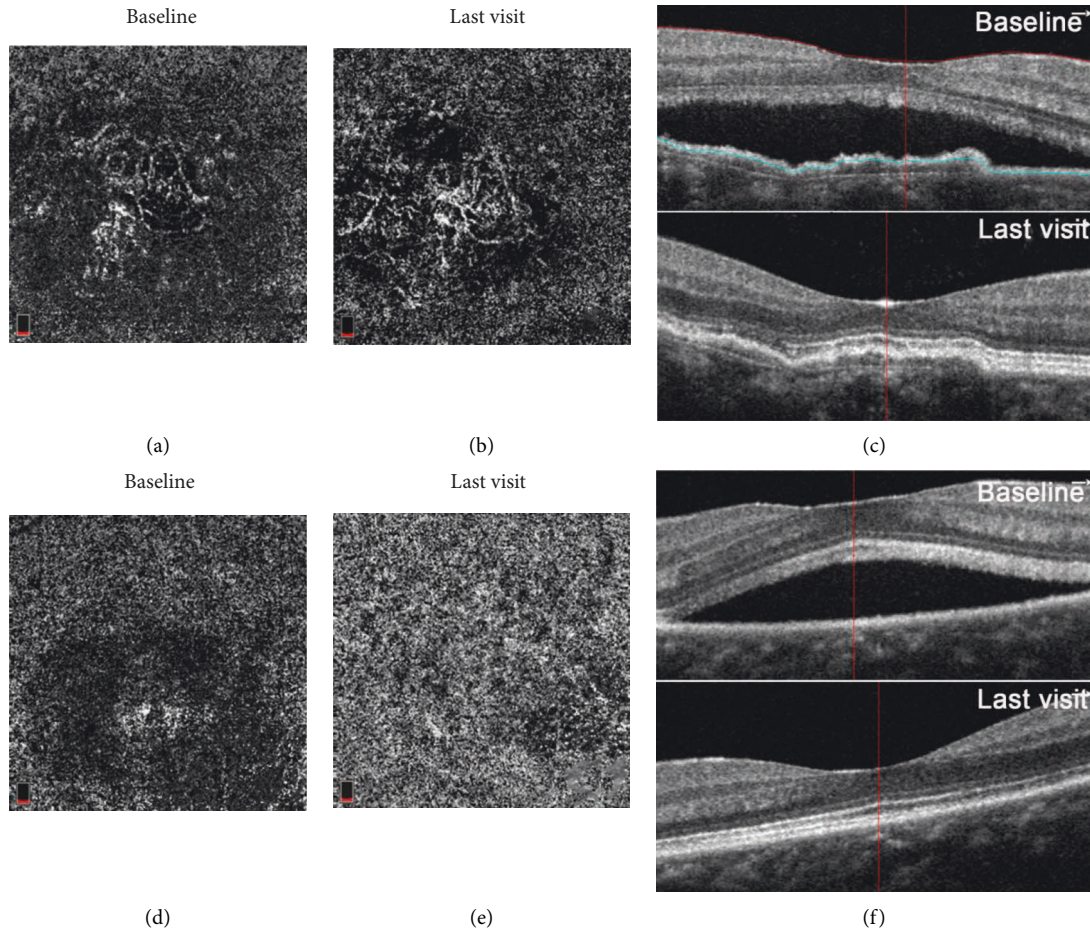 Baseline
Last visit
Baseline
Last visit
(a)
(b)
(c)
Baseline
Last visit
Baseline
Last visit
(d)
(e)
(f)